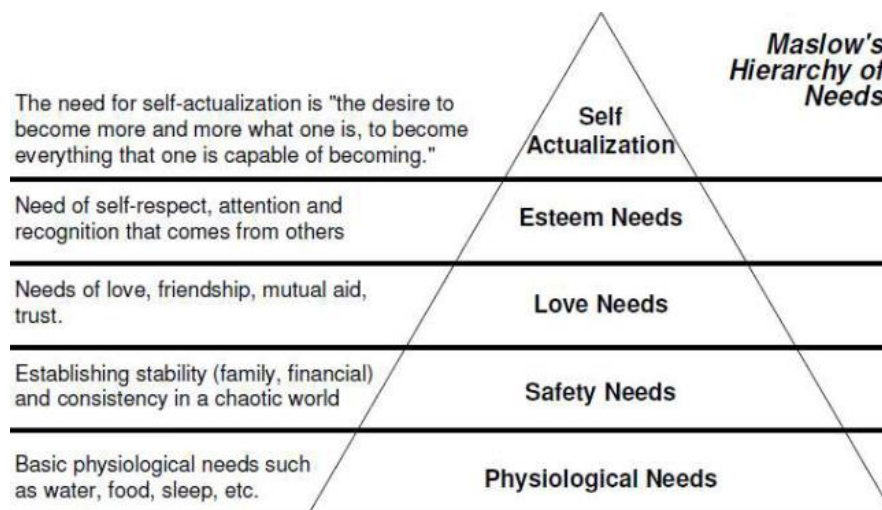 Maslow's
Hierarchy of
Needs
The need for self-actualization is "the desire to
become more and more what one is, to become
everything that one is capable of becoming."
Self
Actualization
Need of self-respect, attention and
recognition that comes from others
Esteem Needs
Needs of love, friendship, mutual aid,
trust.
Love Needs
Establishing stability (family, financial)
and consistency in a chaotic world
Safety Needs
Basic physiological needs such
as water, food, sleep, etc.
Physiological Needs